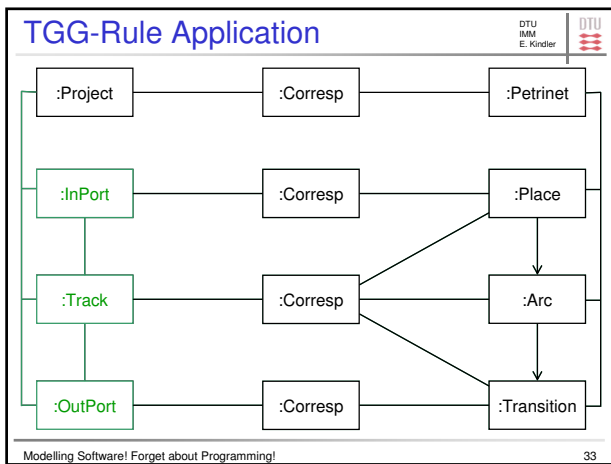 TGG-Rule Application
DTU
IMM
E. Kindler
DTU
:Project :Corresp :Petrinet
:InPort :Corresp :Place
:Track :Corresp :Arc
:OutPort :Corresp :Transition
Modelling Software! Forget about Programming! 33